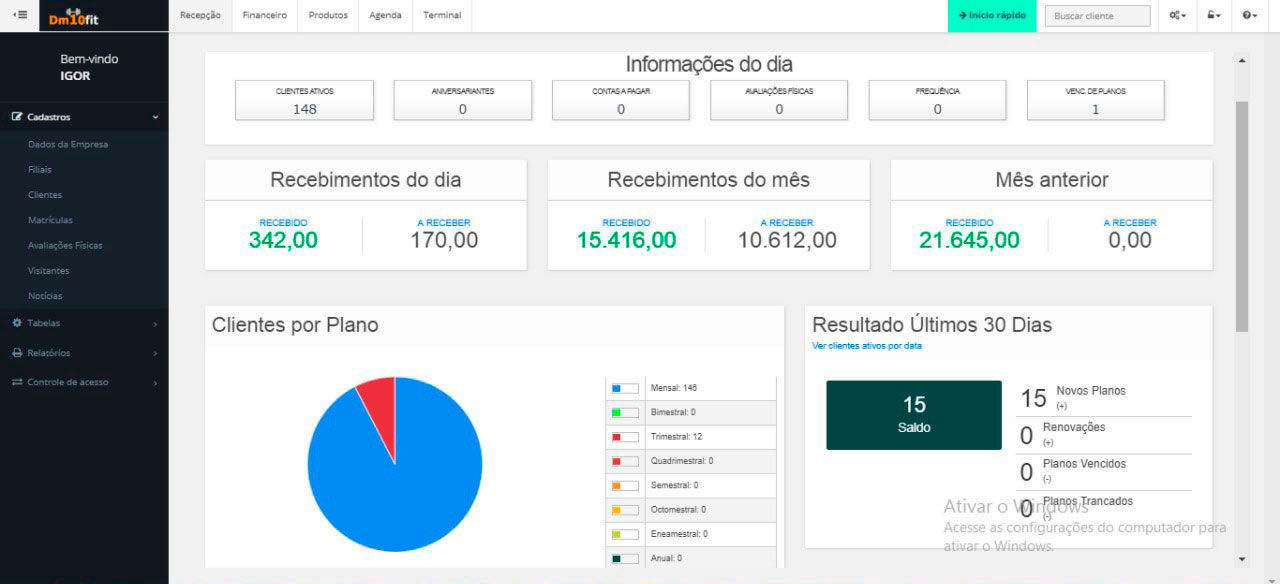 Dm10fit
Recepção
Financeiro
Produtos
Agenda
Terminal
Início rápido
Buscar cliente
Bem-vindo
IGOR
Cadastros
Dados da Empresa
Filiais
Clientes
Matrículas
Avaliações Físicas
Visitantes
Notícias
Tabelas
Relatórios
Controle de acesso
Informações do dia
CLIENTES ATIVOS
148
ANIVERSARIANTES
0
CONTAS A PAGAR
0
AVALIAÇÕES FÍSICAS
0
FREQUÊNCIA
0
VENC. DE PLANOS
1
Recebimentos do dia
RECEBIDO
342,00
A RECEBER
170,00
Recebimentos do mês
RECEBIDO
15.416,00
A RECEBER
10.612,00
Mês anterior
RECEBIDO
21.645,00
A RECEBER
0,00
Clientes por Plano
Mensal: 146
Bimestral: 0
Trimestral: 12
Quadrimestral: 0
Semestral: 0
Octomestral: 0
Eneamestral: 0
Anual: 0
Resultado Últimos 30 Dias
Ver clientes ativos por data
15
Saldo
15 Novos Planos
(+)
0 Renovações
(+)
0 Planos Vencidos
(-)
0 Planos Trancados
(-)
Ativar o Windows
Acesse as configurações do computador para
ativar o Windows.